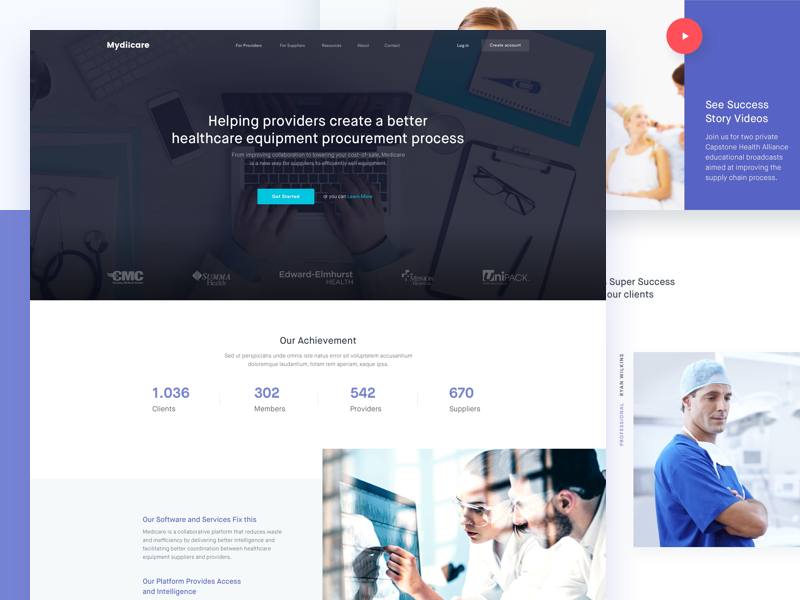 Mydiicare
For Providers
For Suppliers
Resources
About
Contact
Log in
Create account
Helping providers create a better
healthcare equipment procurement process
From improving collaboration to lowering your cost-of-sale, Medicare
is a new way for suppliers to efficiently sell equipment.
Get Started
or you can Learn More
CMC
SUMMA
Health
Edward-Elmhurst
HEALTH
MISSION
UniPACK.
Our Achievement
Sed ut perspiciatis unde omnis iste natus error sit voluptatem accusantium
doloremque laudantium, totam rem aperiam, eaque ipsa.
1.036
Clients
302
Members
542
Providers
670
Suppliers
Our Software and Services Fix this
Medicare is a collaborative platform that reduces waste
and inefficiency by delivering better intelligence and
facilitating better coordination between healthcare
equipment suppliers and providers.
Our Platform Provides Access
and Intelligence
See Success
Story Videos
Join us for two private
Capstone Health Alliance
educational broadcasts
aimed at improving the
supply chain process.
Super Success
our clients
PROFESSIONAL RYAN WILKINS